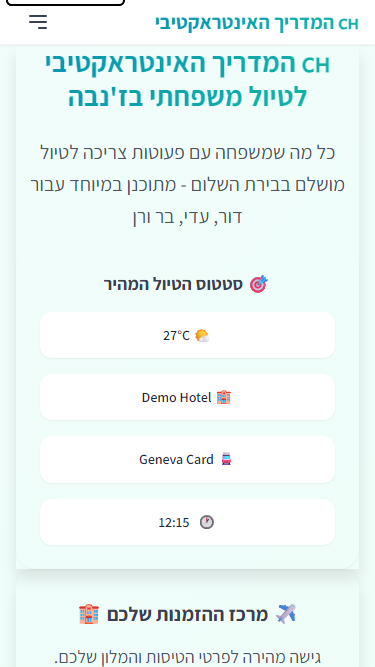 CH המדריך האינטראקטיבי
CH המדריך האינטראקטיבי
לטיול משפחתי בז'נבה
כל מה שמשפחה עם פעוטות צריכה לטיול
מושלם בבירת השלום - מתוכנן במיוחד עבור
דור, עדי, בר ורן
🎯 סטטוס הטיול המהיר
🌤️ 27°C
🏨 Demo Hotel
🚊 Geneva Card
🕐 12:15
✈️ מרכז ההזמנות שלכם 🏨
גישה מהירה לפרטי הטיסות והמלון שלכם.